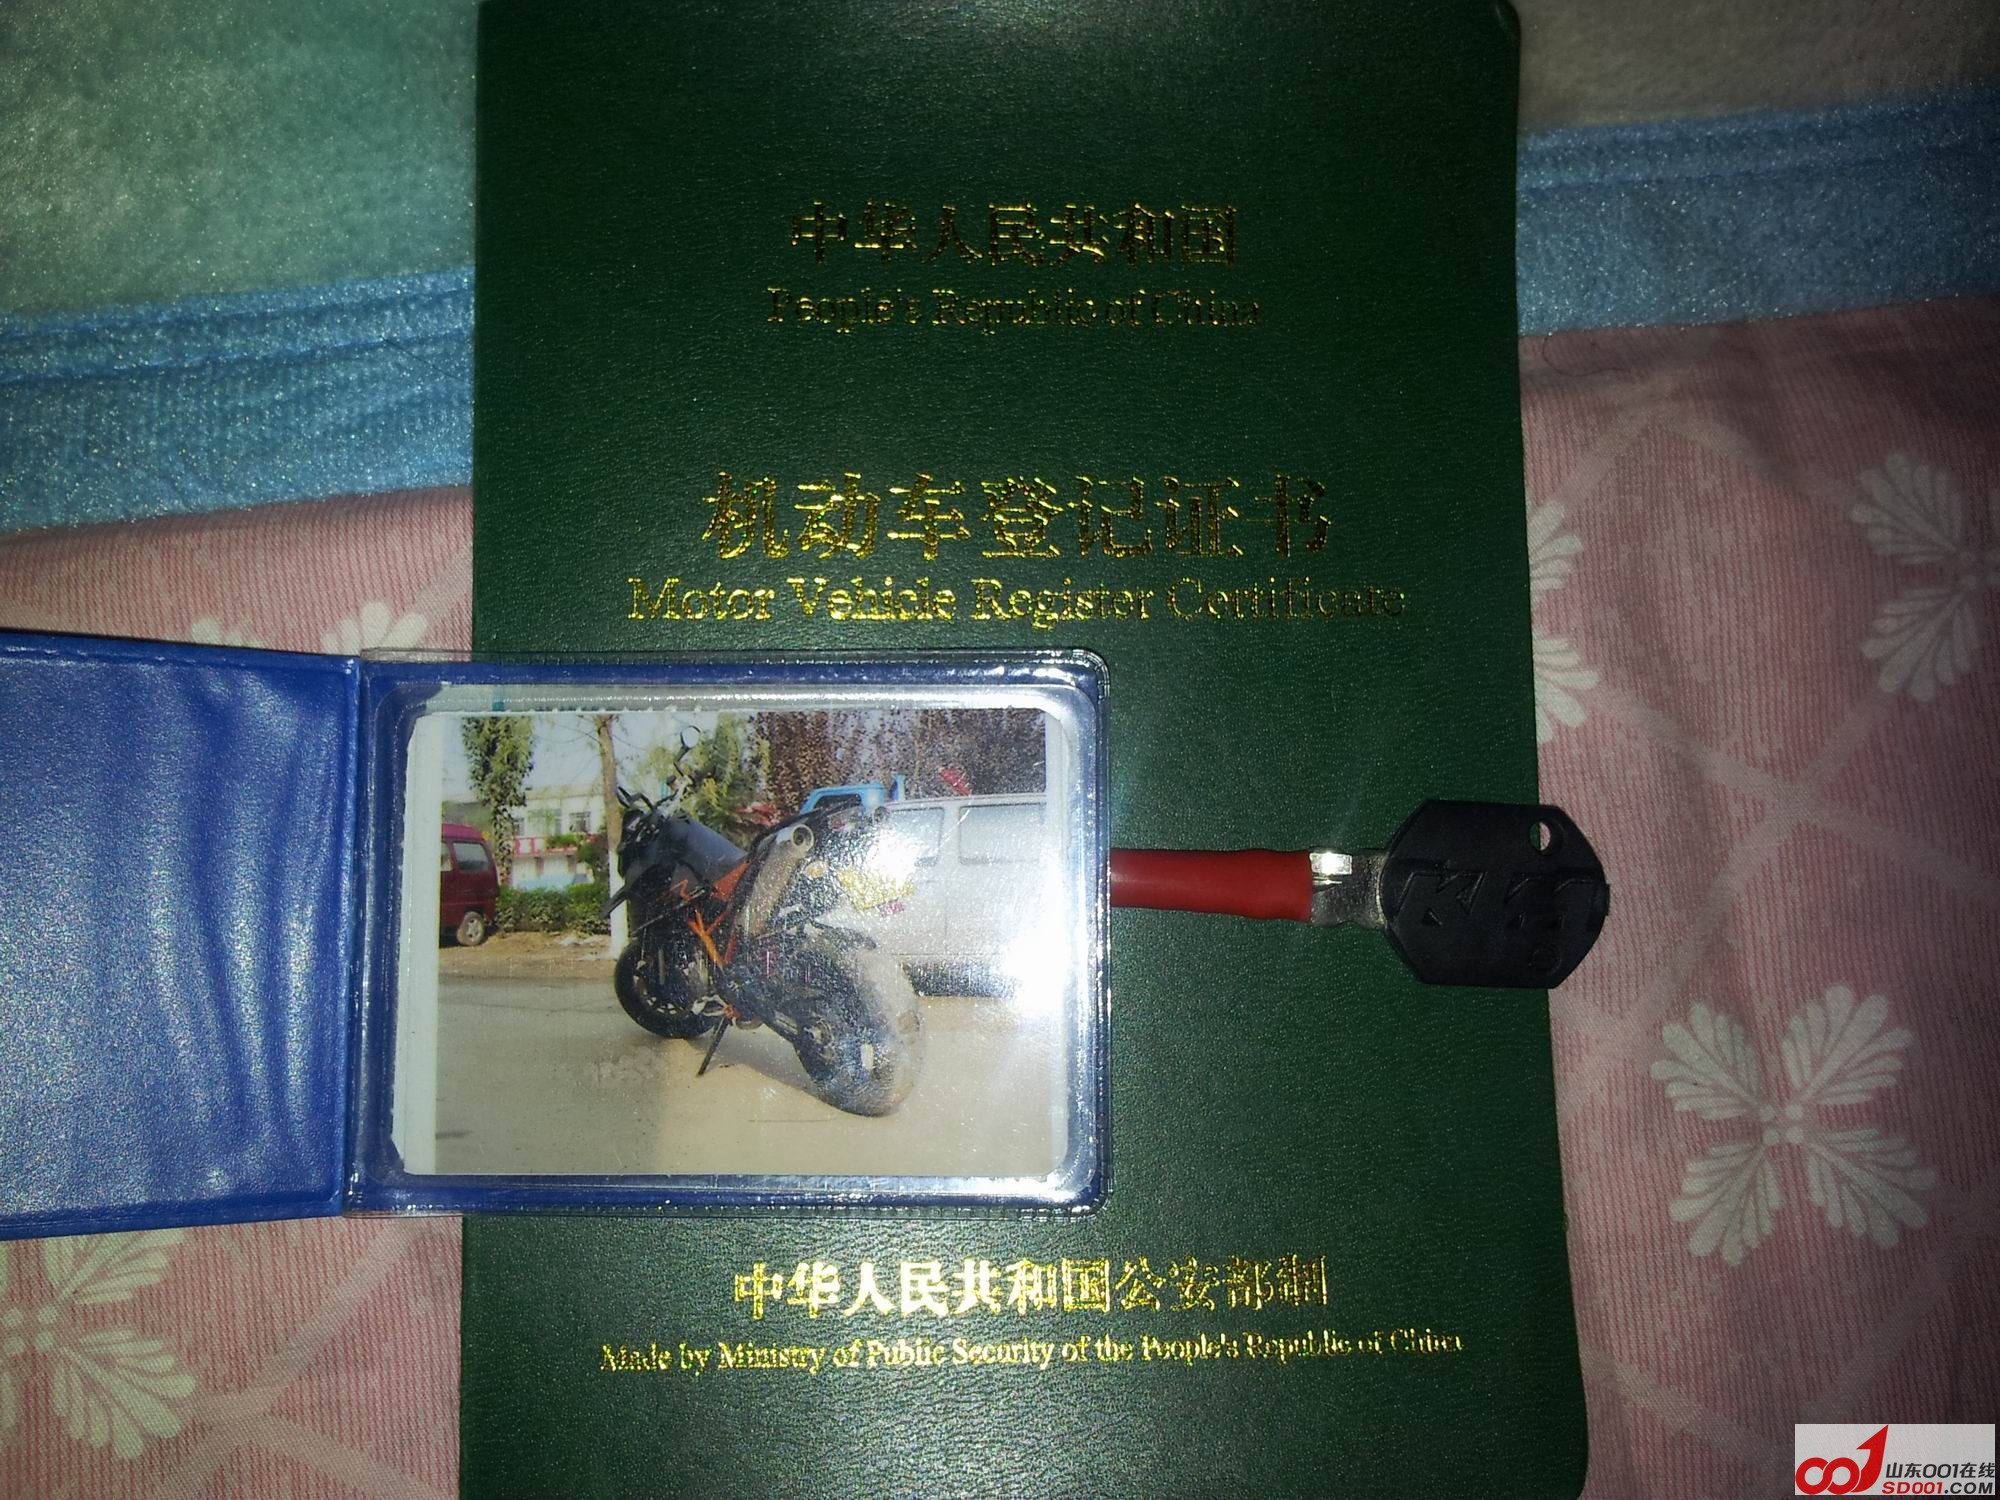 中华人民共和国
People's Republic of China
机动车登记证书
Motor Vehicle Register Certificate
KTM
中华人民共和国公安部制
Made by Ministry of Public Security of the People's Republic of China
山东001在线
SD001.COM